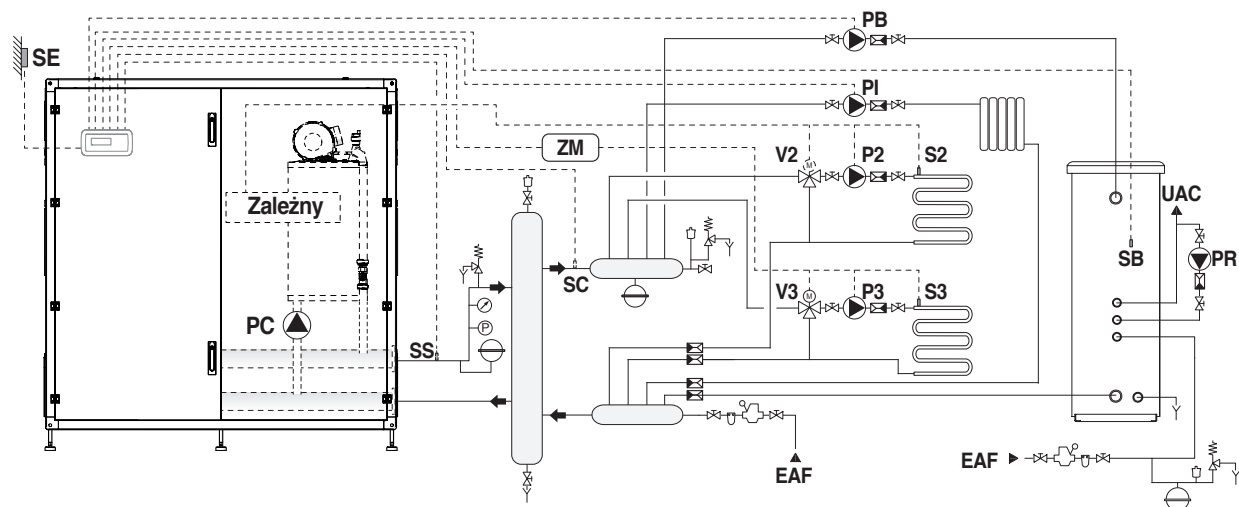 PB
SE
PI
ZM
V2
M
P2
S2
UAC
Zależny
SB
PR
SC
V3
M
P3
S3
PC
P
SS
EAF
EAF